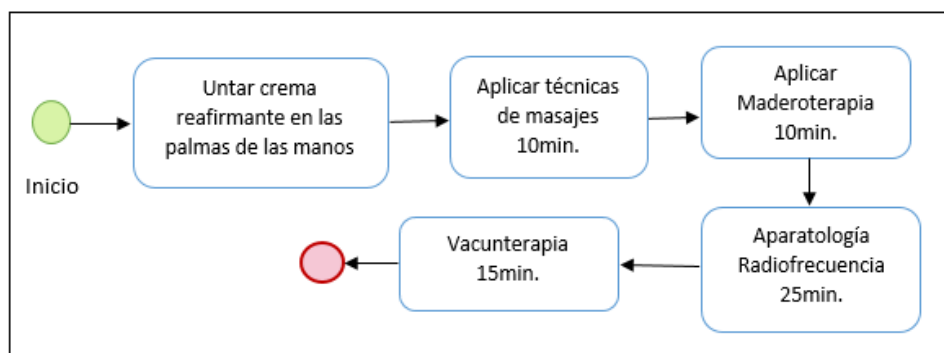 Inicio
Untar crema
reafirmante en las
palmas de las manos
Aplicar técnicas
de masajes
10min.
Aplicar
Maderoterapia
10min.
Aparatología
Radiofrecuencia
25min.
Vacunterapia
15min.